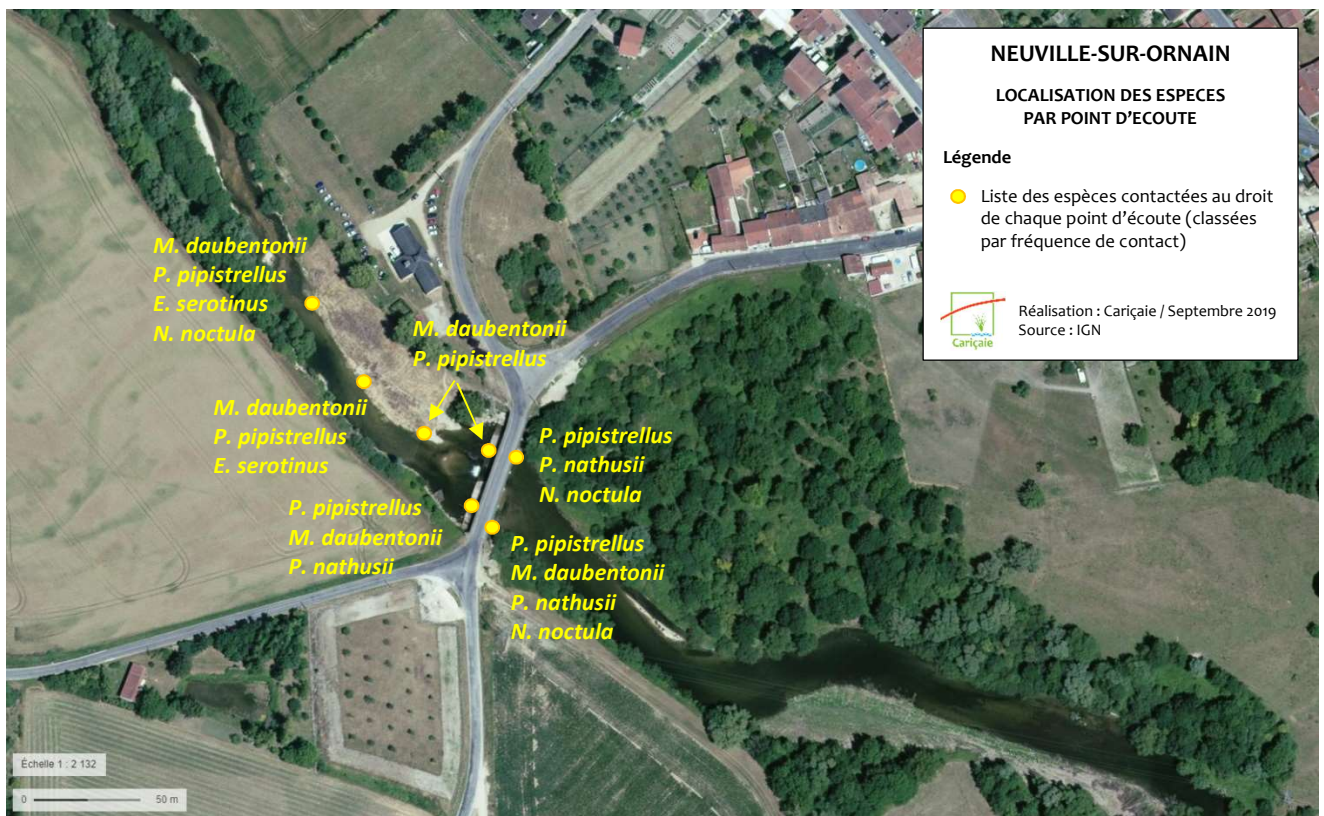 NEUVILLE-SUR-ORNAIN
LOCALISATION DES ESPECES
PAR POINT D'ECOUTE
Légende
Liste des espèces contactées au droit
de chaque point d'écoute (classées
par fréquence de contact)
Cariçaie
Réalisation : Cariçaie / Septembre 2019
Source : IGN
M. daubentonii
P. pipistrellus
E. serotinus
N. noctula
M. daubentonii
P. pipistrellus
M. daubentonii
P. pipistrellus
E. serotinus
P. pipistrellus
P. nathusii
N. noctula
P. pipistrellus
M. daubentonii
P. nathusii
P. pipistrellus
M. daubentonii
P. nathusii
N. noctula
Échelle 1 : 2 132
0 50 m